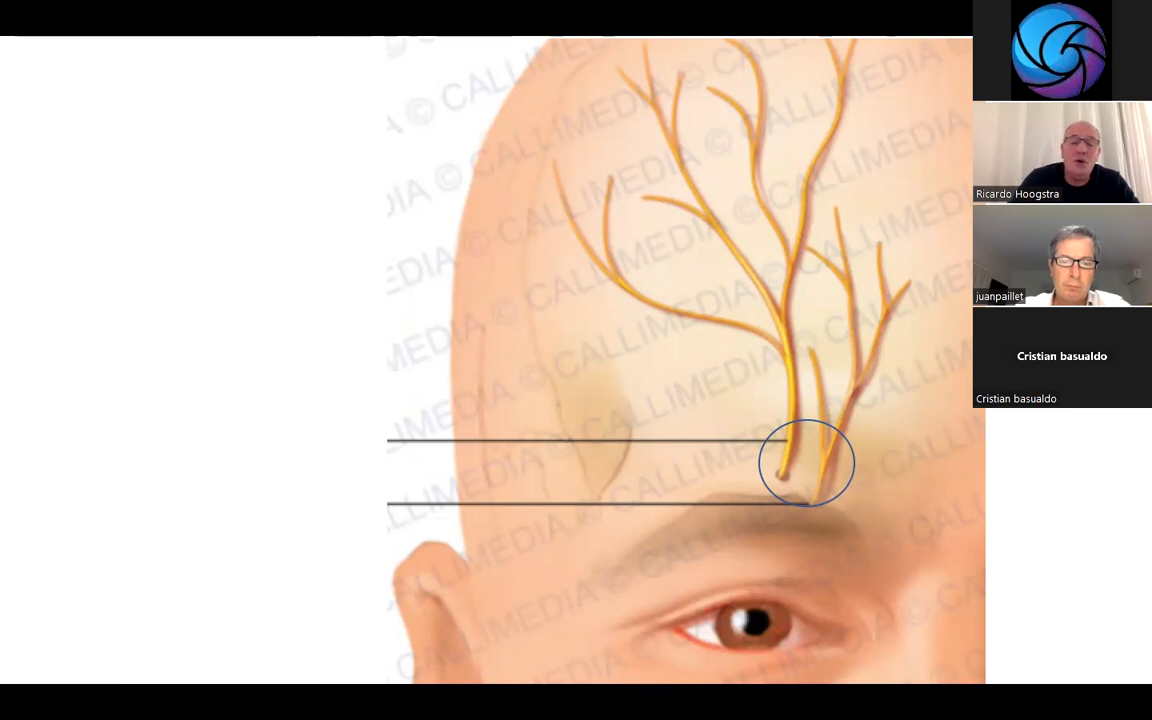 © CALLIMEDIA
Ricardo Hoogstra
juanpaillet
Cristian basualdo
Cristian basualdo